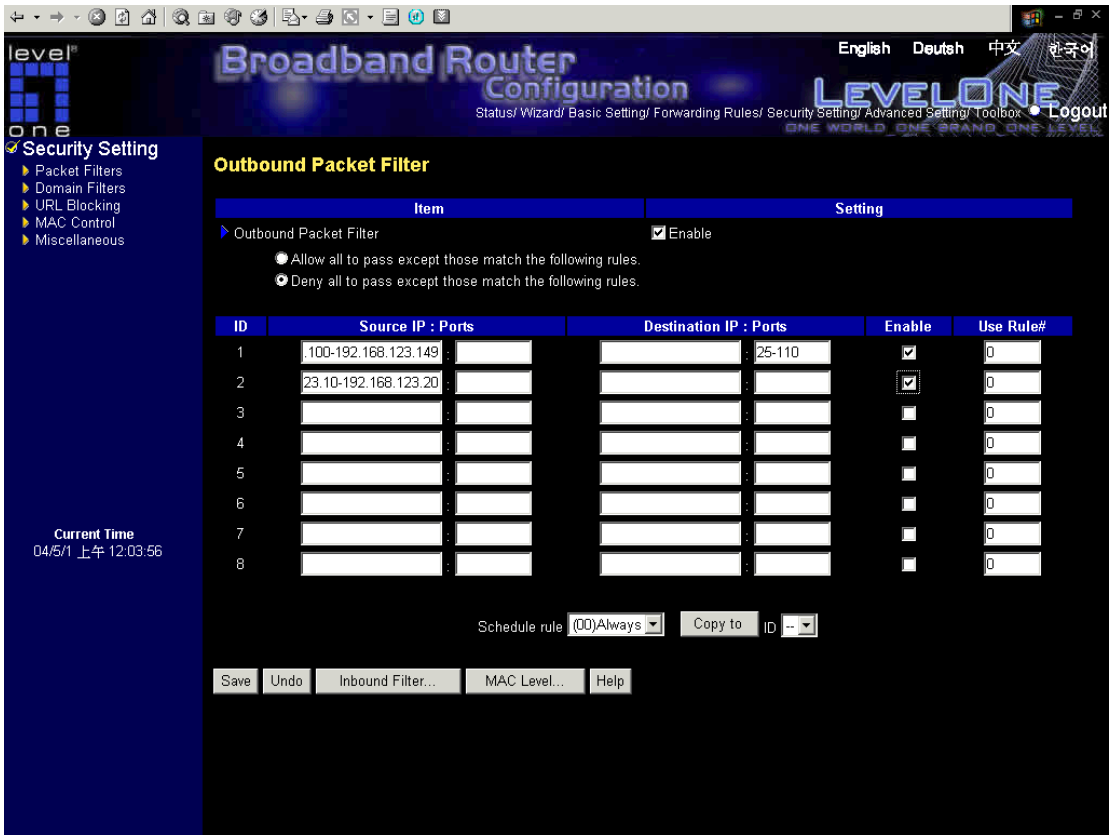 level®
one
Broadband Router
Configuration
English Deutsh 中文 한국어
LEVELONE
Status/ Wizard/ Basic Setting/ Forwarding Rules/ Security Setting/ Advanced Setting/ Toolbox Logout
ONE WORLD_ONE BRAND_ONE LEVEL
Security Setting
Packet Filters
Domain Filters
URL Blocking
MAC Control
Miscellaneous
Current Time
04/5/1 上午 12:03:56
Outbound Packet Filter
Item Setting
Outbound Packet Filter Enable
Allow all to pass except those match the following rules.
Deny all to pass except those match the following rules.
ID Source IP : Ports Destination IP : Ports Enable Use Rule#
1 .100-192.168.123.149 : : 25-110 0
2 23.10-192.168.123.20 : : 0
3 : : 0
4 : : 0
5 : : 0
6 : : 0
7 : : 0
8 : : 0
Schedule rule (00)Always Copy to ID --
Save Undo Inbound Filter... MAC Level... Help